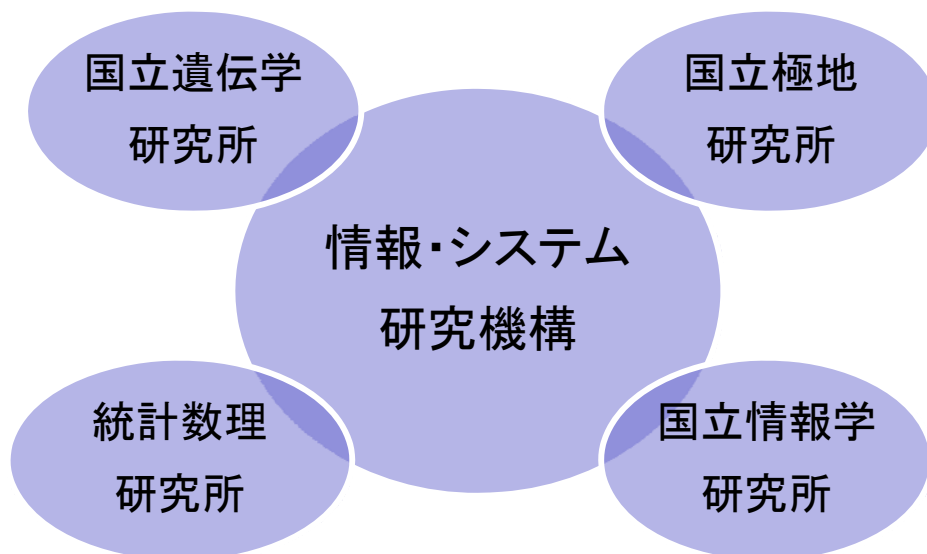 国立遺伝学
研究所
国立極地
研究所
情報・システム
研究機構
統計数理
研究所
国立情報学
研究所